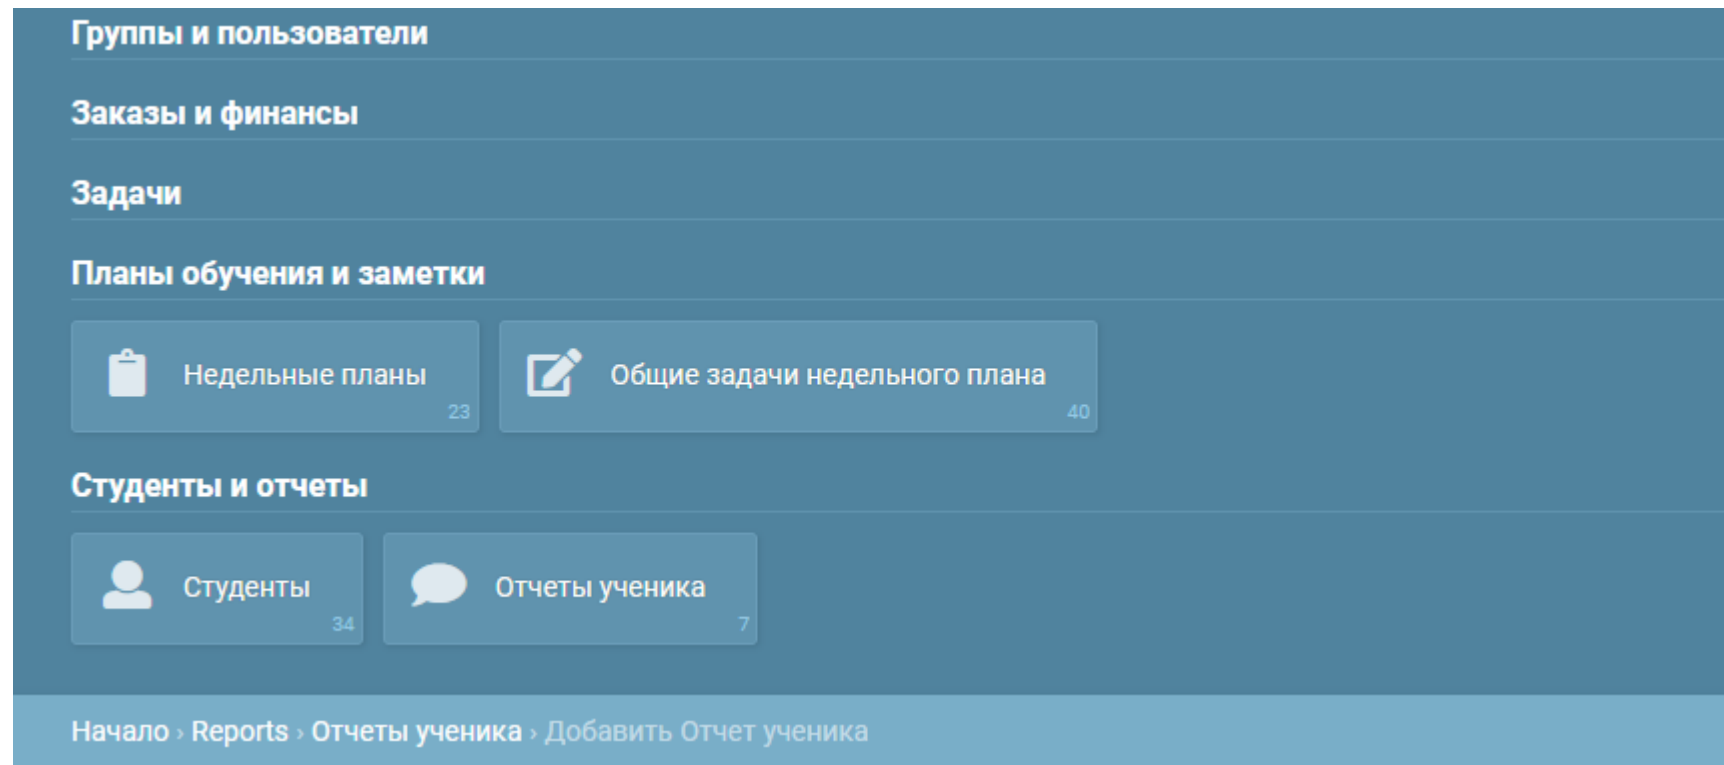 Группы и пользователи
Заказы и финансы
Задачи
Планы обучения и заметки
Недельные планы
23
Общие задачи недельного плана
40
Студенты и отчеты
Студенты
34
Отчеты ученика
7
Начало › Reports › Отчеты ученика › Добавить Отчет ученика